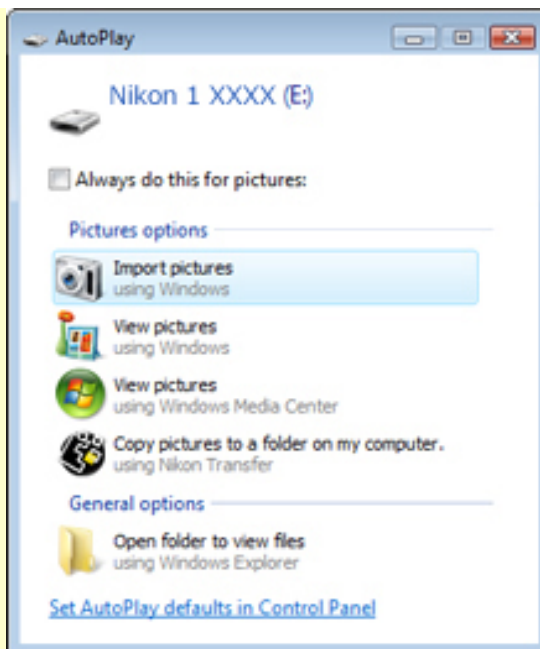 AutoPlay
Nikon 1 XXXX (E:)
Always do this for pictures:
Pictures options
Import pictures
using Windows
View pictures
using Windows
View pictures
using Windows Media Center
Copy pictures to a folder on my computer.
using Nikon Transfer
General options
Open folder to view files
using Windows Explorer
Set AutoPlay defaults in Control Panel